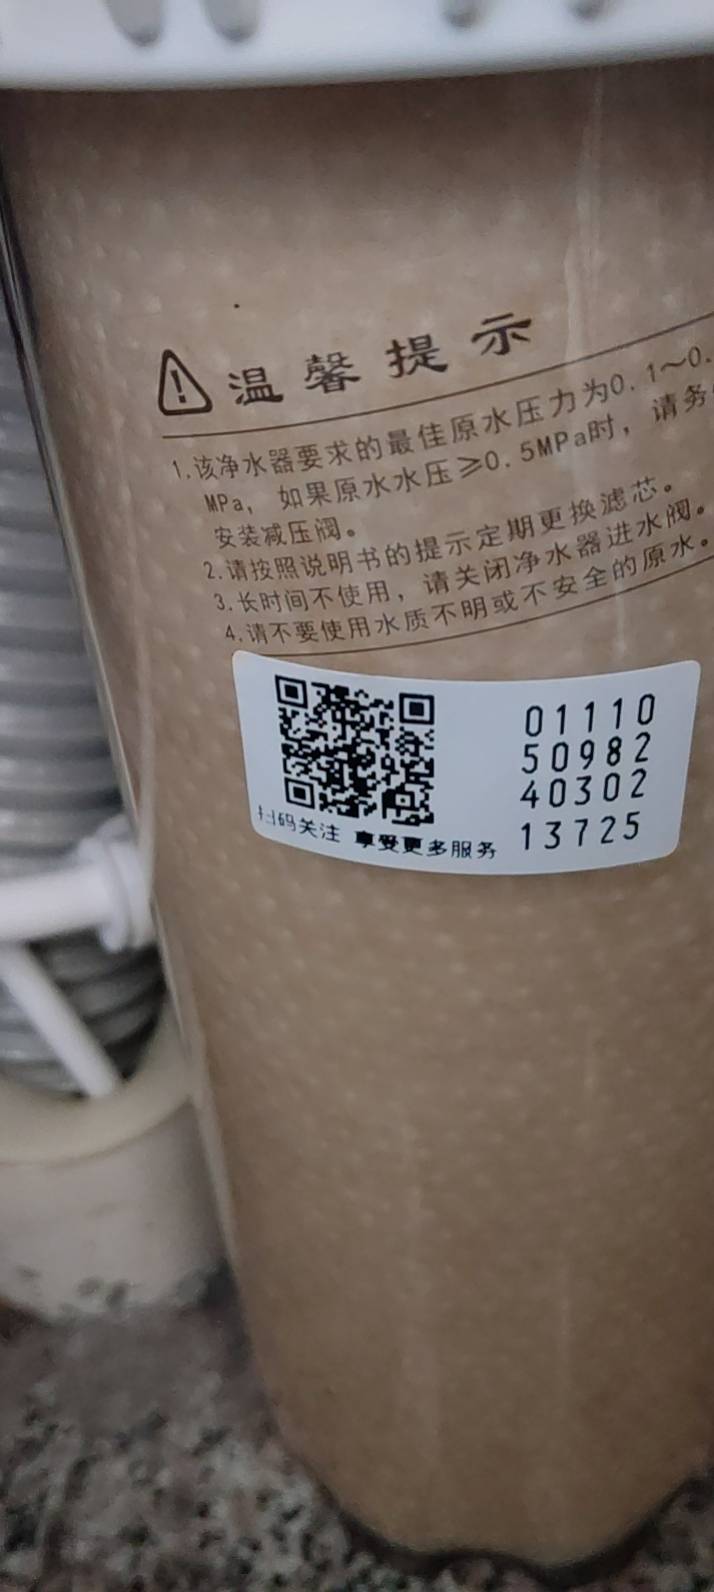 温馨提示
1.该净水器要求的最佳原水压力为0.1～0.
MPa，如果原水水压≥0.5MPa时，请务
安装减压阀。
2.请按照说明书的提示定期更换滤芯。
3.长时间不使用，请关闭净水器进水阀。
4.请不要使用水质不明或不安全的原水。
01110
50982
40302
13725
扫码关注 享受更多服务